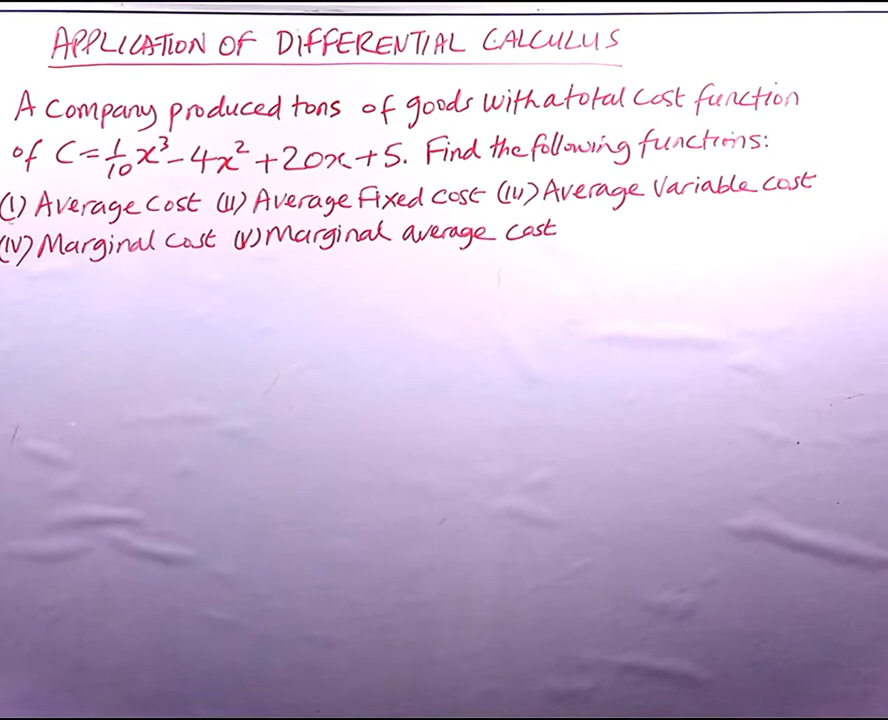 APPLICATION OF DIFFERENTIAL CALCULUS
A company produced tons of goods with a total cost function
of C = 1/10 x³ - 4x² + 20x + 5. Find the following functions:
(I) Average Cost (II) Average Fixed cost (IV) Average Variable cost
(IV) Marginal Cost (V) Marginal average cost